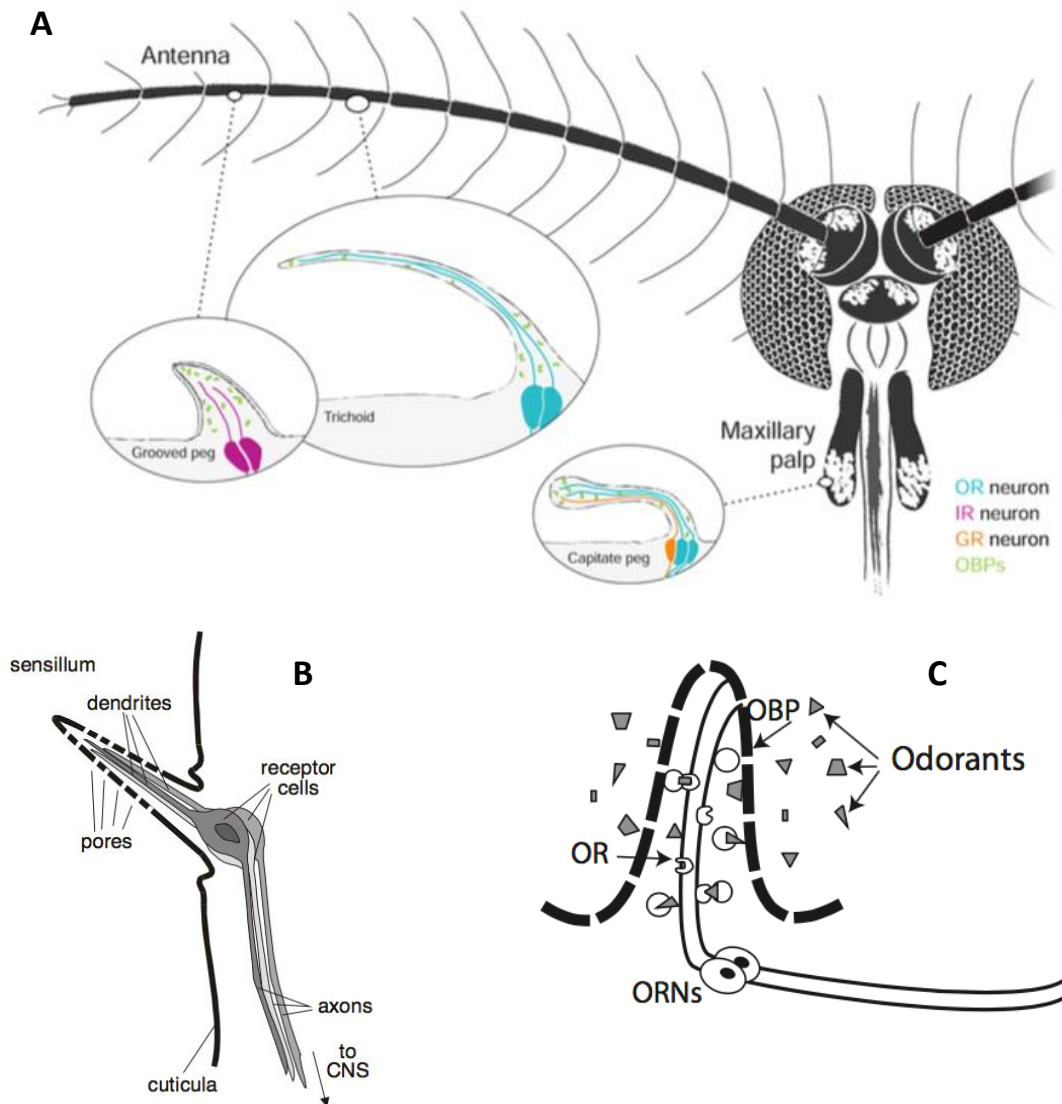 A
Antenna
Trichoid
Grooved peg
Maxillary
palp
Capitate peg
OR neuron
IR neuron
GR neuron
OBPs
B
sensillum
dendrites
receptor
cells
pores
axons
to
CNS
cuticula
C
OBP
Odorants
OR
ORNs